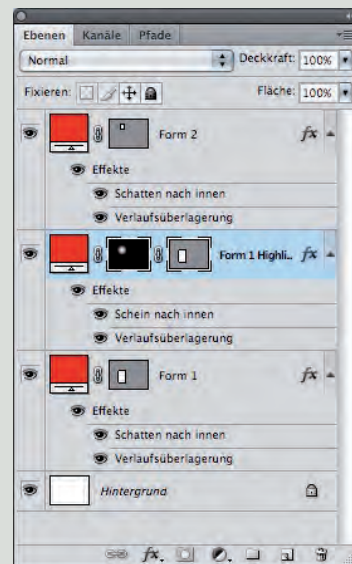 Ebenen Kanäle Pfade
Normal Deckkraft: 100%
Fixieren: Fläche: 100%
Form 2 fx
Effekte
Schatten nach innen
Verlaufsüberlagerung
Form 1 Highli.. fx
Effekte
Schein nach innen
Verlaufsüberlagerung
Form 1 fx
Effekte
Schatten nach innen
Verlaufsüberlagerung
Hintergrund
fx.